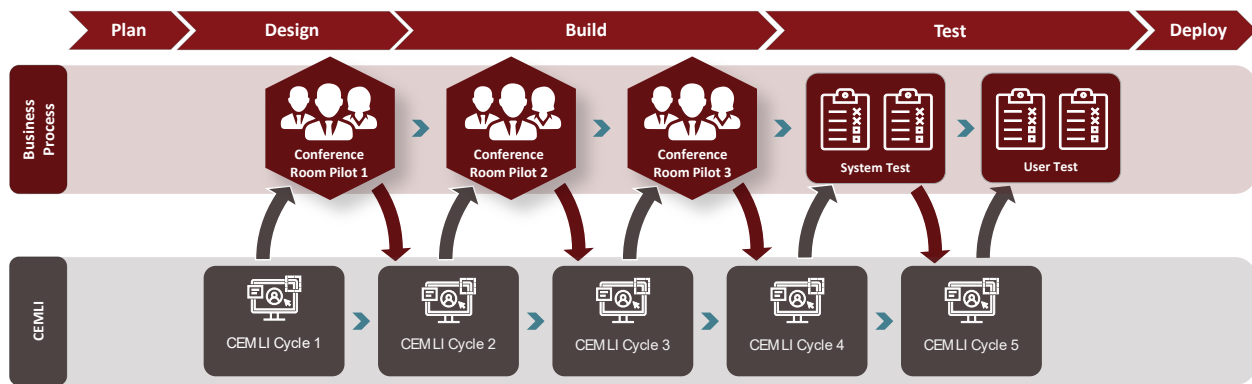 Plan
Design
Build
Test
Deploy
Business
Process
Conference
Room Pilot 1
Conference
Room Pilot 2
Conference
Room Pilot 3
System Test
User Test
CEMLI
CEMLI Cycle 1
CEMLI Cycle 2
CEMLI Cycle 3
CEMLI Cycle 4
CEMLI Cycle 5